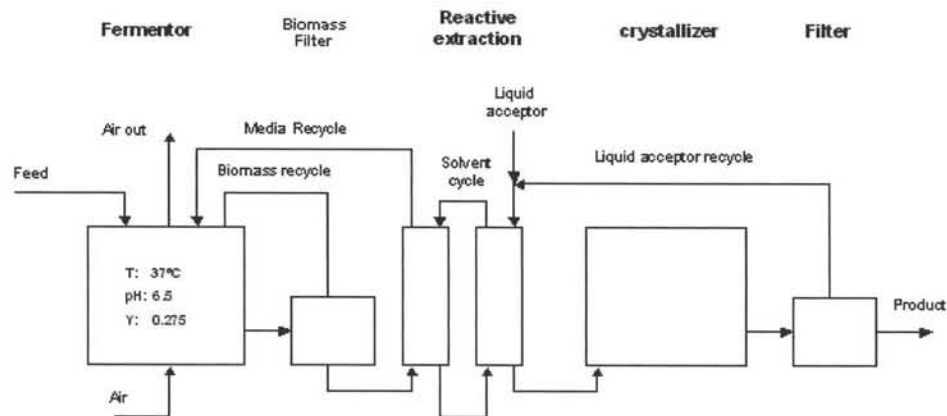 Fermentor
Biomass
Filter
Reactive
extraction
crystallizer
Filter
Liquid
acceptor
Air out
Media Recycle
Solvent
cycle
Liquid acceptor recycle
Feed
Biomass recycle
T: 37°C
pH: 6.5
Y: 0.275
Product
Air